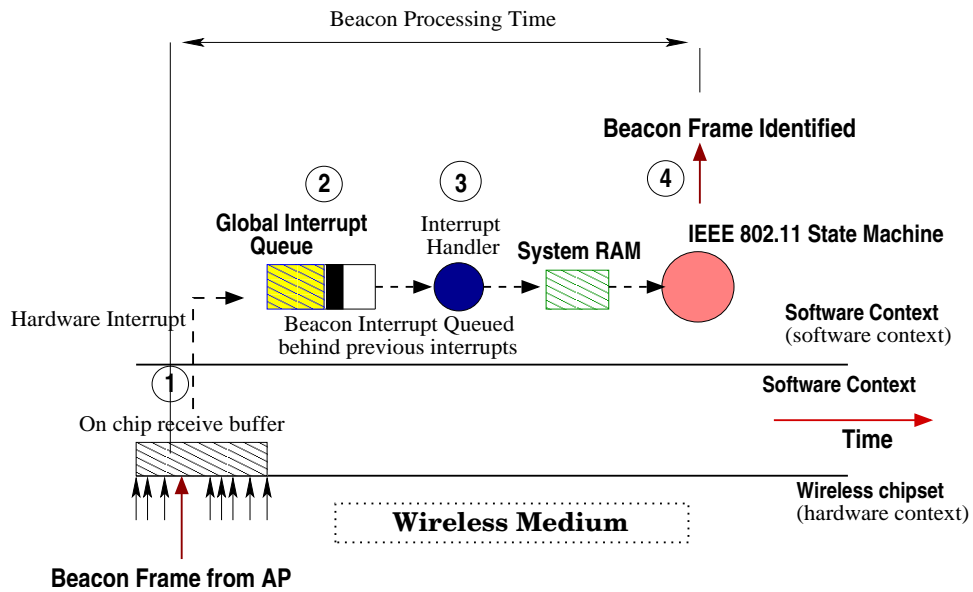 Beacon Processing Time
Beacon Frame Identified
2
3
4
Global Interrupt
Queue
Interrupt
Handler
System RAM
IEEE 802.11 State Machine
Hardware Interrupt
Beacon Interrupt Queued
behind previous interrupts
Software Context
(software context)
1
Software Context
On chip receive buffer
Time
Wireless chipset
(hardware context)
Wireless Medium
Beacon Frame from AP